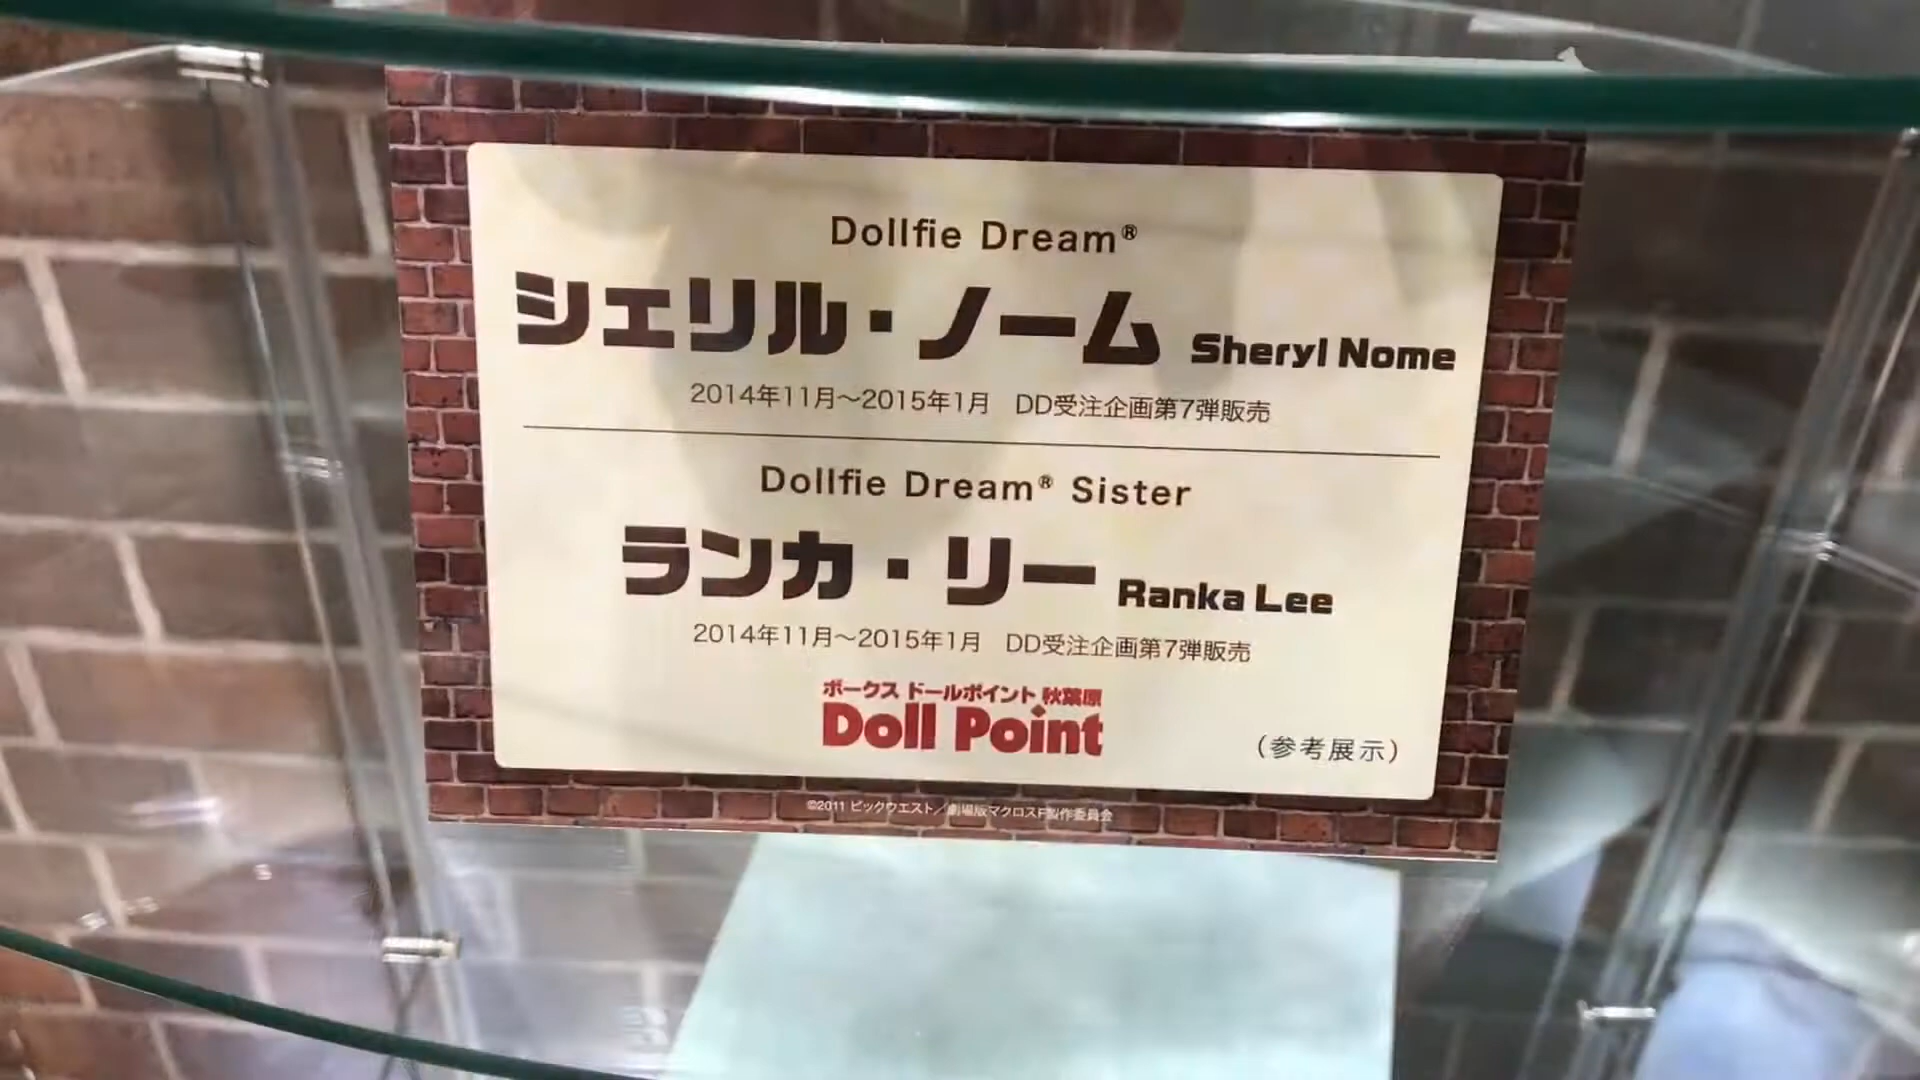 Dollfie Dream®
シェリル・ノーム Sheryl Nome
2014年11月～2015年1月 DD受注企画第7弾販売
Dollfie Dream® Sister
ランカ・リー Ranka Lee
2014年11月～2015年1月 DD受注企画第7弾販売
ボークス ドールポイント 秋葉原
Doll Point
（参考展示）
©2011 ビックウエスト／劇場版マクロスF製作委員会